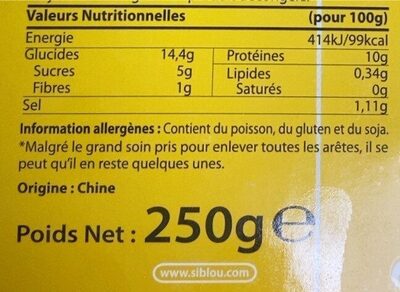 Valeurs Nutritionnelles (pour 100g)
Energie 414kJ/99kcal
Glucides 14,4g Protéines 10g
Sucres 5g Lipides 0,34g
Fibres 1g Saturés 0g
Sel 1,11g
Information allergènes : Contient du poisson, du gluten et du soja.
*Malgré le grand soin pris pour enlever toutes les arêtes, il se
peut qu'il en reste quelques unes.
Origine : Chine
Poids Net : 250g e
www.siblou.com